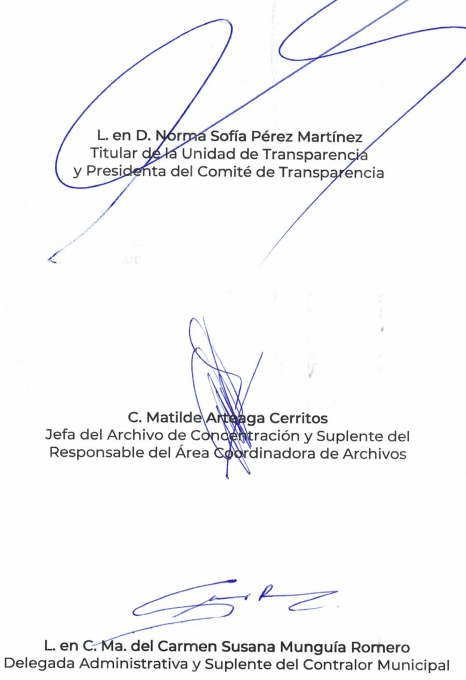 L. en D. Norma Sofía Pérez Martínez
Titular de la Unidad de Transparencia
y Presidenta del Comité de Transparencia
C. Matilde Arteaga Cerritos
Jefa del Archivo de Concentración y Suplente del
Responsable del Área Coordinadora de Archivos
L. en C. Ma. del Carmen Susana Munguía Romero
Delegada Administrativa y Suplente del Contralor Municipal